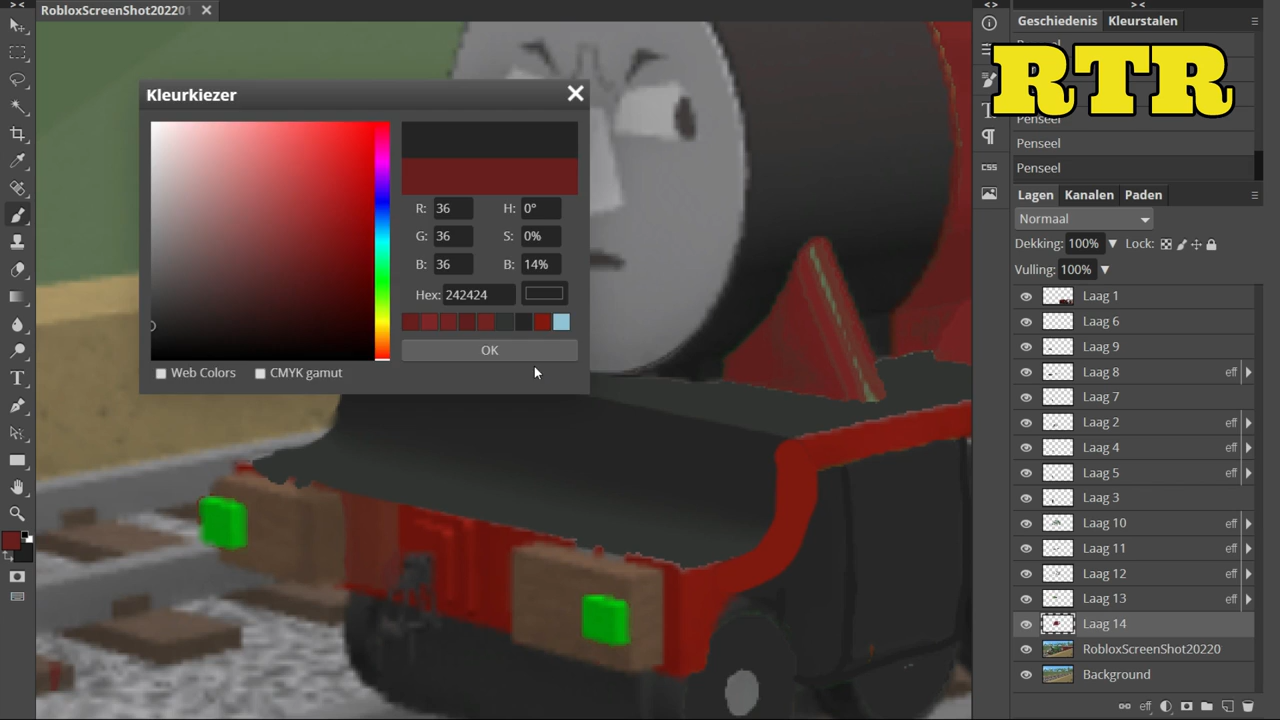 RobloxScreenShot20220
Kleurkiezer
R: 36 H: 0°
G: 36 S: 0%
B: 36 B: 14%
Hex: 242424
OK
Web Colors CMYK gamut
Geschiedenis Kleurstalen
RTR
Penseel
Penseel
Lagen Kanalen Paden
Normaal
Dekking: 100% Lock:
Vulling: 100%
Laag 1
Laag 6
Laag 9
Laag 8 eff
Laag 7
Laag 2 eff
Laag 4 eff
Laag 5 eff
Laag 3
Laag 10 eff
Laag 11 eff
Laag 12 eff
Laag 13 eff
Laag 14
RobloxScreenShot20220
Background
eff
CSS